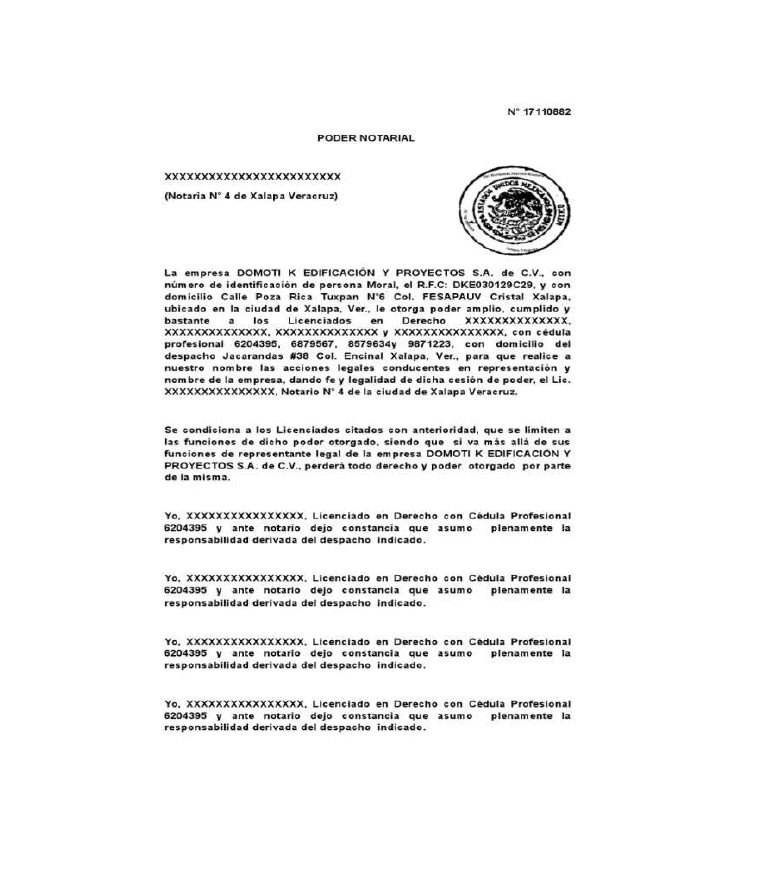 N° 17110882
PODER NOTARIAL
XXXXXXXXXXXXXXXXXXXXXXXX
(Notaria N° 4 de Xalapa Veracruz)
ESTADOS UNIDOS MEXICANOS
La empresa DOMOTI K EDIFICACIÓN Y PROYECTOS S.A. de C.V., con
número de identificación de persona Moral, el R.F.C: DKE030129C29, y con
domicilio Calle Poza Rica Tuxpan N°6 Col. FESAPAUV Cristal Xalapa,
ubicado en la ciudad de Xalapa, Ver., le otorga poder amplio, cumplido y
bastante a los Licenciados en Derecho XXXXXXXXXXXXXX,
XXXXXXXXXXXXXX, XXXXXXXXXXXXXX y XXXXXXXXXXXXXXX, con cédula
profesional 6204395, 6879567, 8579634y 9871223, con domicilio del
despacho Jacarandas #38 Col. Encinal Xalapa, Ver., para que realice a
nuestro nombre las acciones legales conducentes en representación y
nombre de la empresa, dando fe y legalidad de dicha cesión de poder, el Lic.
XXXXXXXXXXXXXXX, Notario N° 4 de la ciudad de Xalapa Veracruz.
Se condiciona a los Licenciados citados con anterioridad, que se limiten a
las funciones de dicho poder otorgado, siendo que si va más allá de sus
funciones de representante legal de la empresa DOMOTI K EDIFICACIÓN Y
PROYECTOS S.A. de C.V., perderá todo derecho y poder otorgado por parte
de la misma.
Yo, XXXXXXXXXXXXXXXX, Licenciado en Derecho con Cédula Profesional
6204395 y ante notario dejo constancia que asumo plenamente la
responsabilidad derivada del despacho indicado.
Yo, XXXXXXXXXXXXXXXX, Licenciado en Derecho con Cédula Profesional
6204395 y ante notario dejo constancia que asumo plenamente la
responsabilidad derivada del despacho indicado.
Yo, XXXXXXXXXXXXXXXX, Licenciado en Derecho con Cédula Profesional
6204395 y ante notario dejo constancia que asumo plenamente la
responsabilidad derivada del despacho indicado.
Yo, XXXXXXXXXXXXXXXX, Licenciado en Derecho con Cédula Profesional
6204395 y ante notario dejo constancia que asumo plenamente la
responsabilidad derivada del despacho indicado.